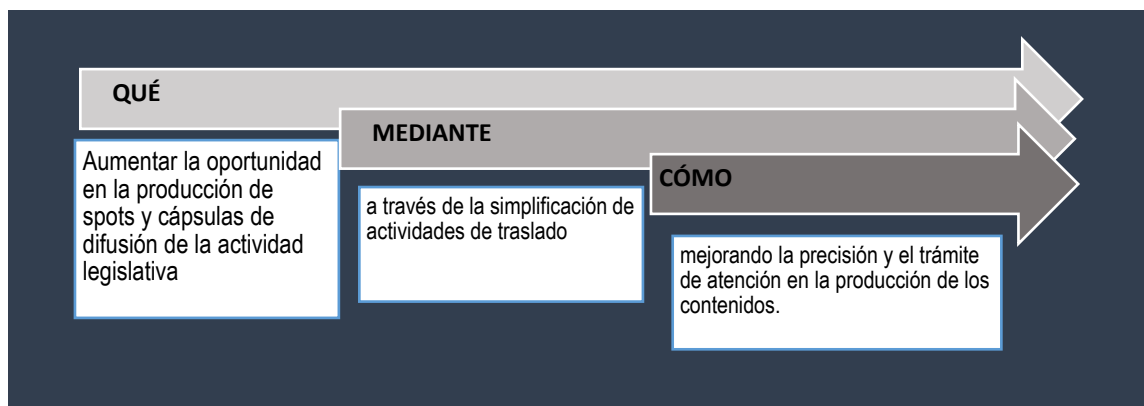 QUÉ
Aumentar la oportunidad
en la producción de
spots y cápsulas de
difusión de la actividad
legislativa
MEDIANTE
a través de la simplificación de
actividades de traslado
CÓMO
mejorando la precisión y el trámite
de atención en la producción de los
contenidos.